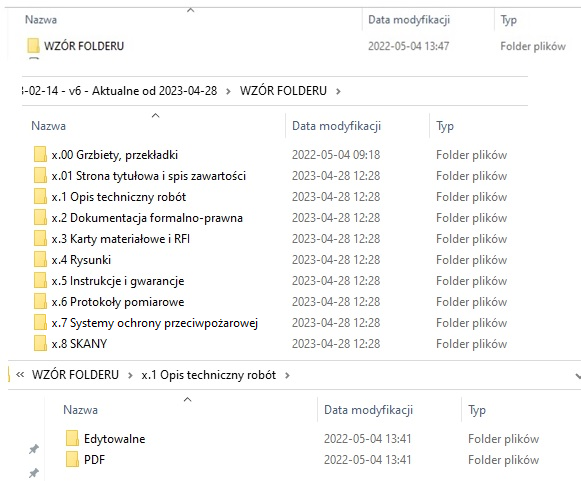 Nazwa Data modyfikacji Typ
WZÓR FOLDERU 2022-05-04 13:47 Folder plików
-02-14 - v6 - Aktualne od 2023-04-28 > WZÓR FOLDERU >
Nazwa Data modyfikacji Typ
x.00 Grzbiety, przekładki 2022-05-04 09:18 Folder plików
x.01 Strona tytułowa i spis zawartości 2023-04-28 12:28 Folder plików
x.1 Opis techniczny robót 2023-04-28 12:28 Folder plików
x.2 Dokumentacja formalno-prawna 2023-04-28 12:28 Folder plików
x.3 Karty materiałowe i RFI 2023-04-28 12:28 Folder plików
x.4 Rysunki 2023-04-28 12:28 Folder plików
x.5 Instrukcje i gwarancje 2023-04-28 12:28 Folder plików
x.6 Protokoły pomiarowe 2023-04-28 12:28 Folder plików
x.7 Systemy ochrony przeciwpożarowej 2023-04-28 12:28 Folder plików
x.8 SKANY 2023-04-28 12:28 Folder plików
« WZÓR FOLDERU > x.1 Opis techniczny robót >
Nazwa Data modyfikacji Typ
Edytowalne 2022-05-04 13:41 Folder plików
PDF 2022-05-04 13:41 Folder plików